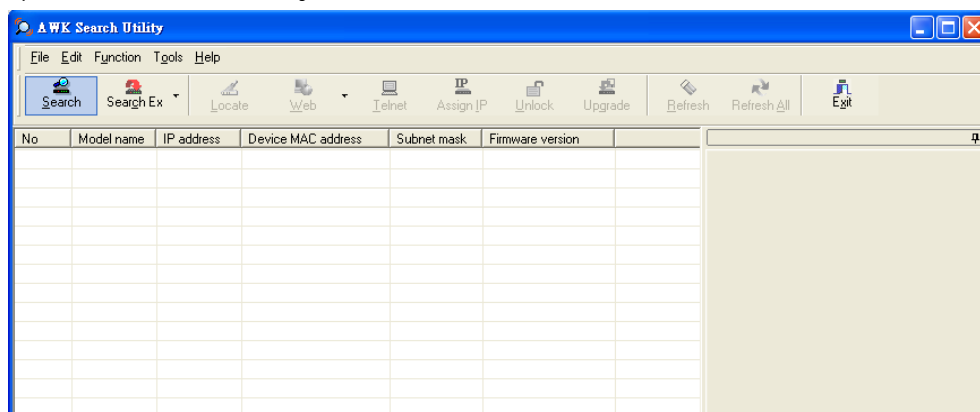 AWK Search Utility
File Edit Function Tools Help
IP
Search Search Ex Locate Web Telnet Assign IP Unlock Upgrade Refresh Refresh All Exit
No Model name IP address Device MAC address Subnet mask Firmware version